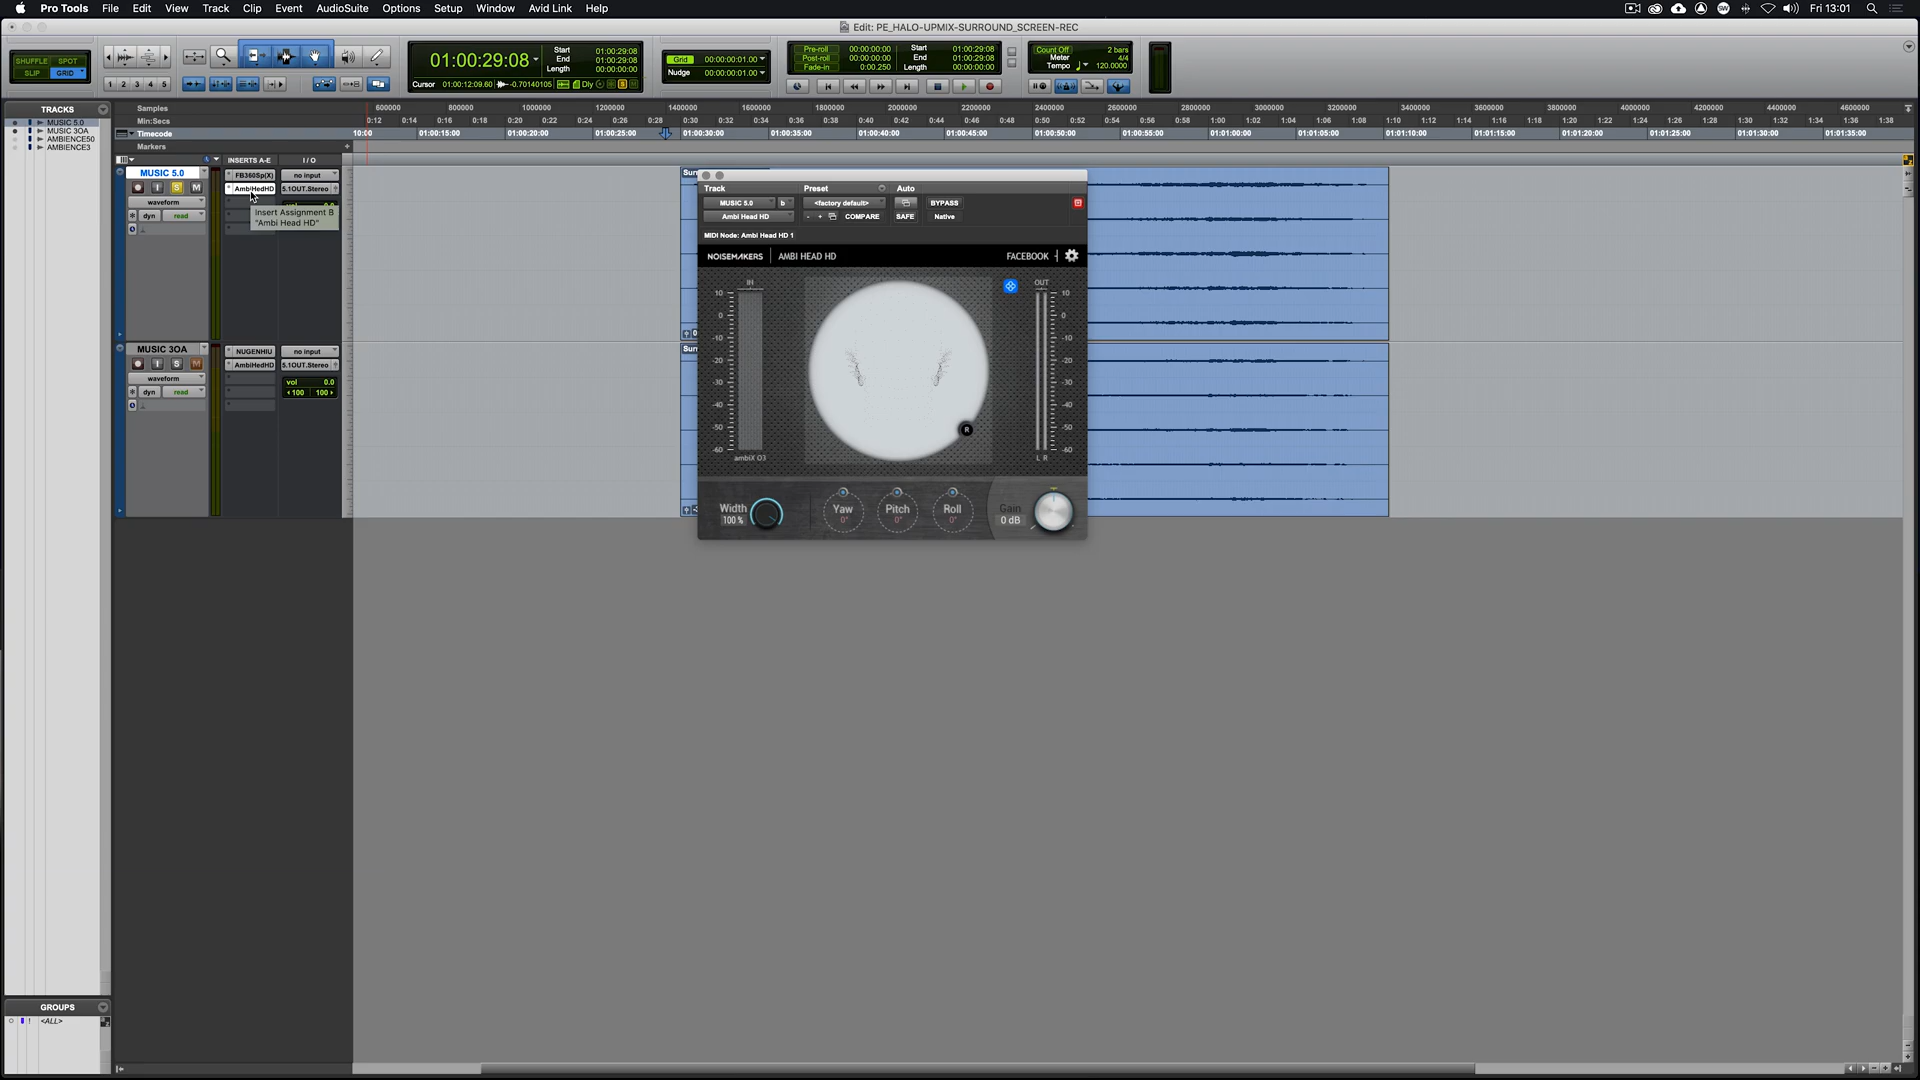 Pro Tools File Edit View Track Clip Event AudioSuite Options Setup Window Avid Link Help Fri 13:01
Edit: PE_HALO-UPMIX-SURROUND_SCREEN-REC
SHUFFLE SPOT
SLIP GRID
1 2 3 4 5
01:00:29:08
Start 01:00:29:08
End 01:00:29:08
Length 00:00:00:00
Cursor 01:00:12:09.60 -0.70140105 Dly
Grid 00:00:00:01.00
Nudge 00:00:00:01.00
Pre-roll 00:00:00:00
Post-roll 00:00:00:00
Fade-in 0:00.250
Start 01:00:29:08
End 01:00:29:08
Length 00:00:00:00
Count Off 2 bars
Meter 4/4
Tempo 120.0000
TRACKS
MUSIC 5.0
MUSIC 3OA
AMBIENCE50
AMBIENCE3
Samples 600000 800000 1000000 1200000 1400000 1600000 1800000 2000000 2200000 2400000 2600000 2800000 3000000 3200000 3400000 3600000 3800000 4000000 4200000 4400000 4600000
Min:Secs 0:12 0:14 0:16 0:18 0:20 0:22 0:24 0:26 0:28 0:30 0:32 0:34 0:36 0:38 0:40 0:42 0:44 0:46 0:48 0:50 0:52 0:54 0:56 0:58 1:00 1:02 1:04 1:06 1:08 1:10 1:12 1:14 1:16 1:18 1:20 1:22 1:24 1:26 1:28 1:30 1:32 1:34 1:36 1:38
Timecode 10:00 01:00:15:00 01:00:20:00 01:00:25:00 01:00:30:00 01:00:35:00 01:00:40:00 01:00:45:00 01:00:50:00 01:00:55:00 01:01:00:00 01:01:05:00 01:01:10:00 01:01:15:00 01:01:20:00 01:01:25:00 01:01:30:00 01:01:35:00
Markers
INSERTS A-E I / O
MUSIC 5.0
I S M
waveform
dyn read
FB360Sp(X) no input
AmbiHedHD 5.1OUT.Stereo
Insert Assignment B
"Ambi Head HD"
MUSIC 3OA
I S M
waveform
dyn read
NUGENHIU no input
AmbiHedHD 5.1OUT.Stereo
vol 0.0
100 100
Sur
Sur
Track Preset Auto
MUSIC 5.0 b <factory default> BYPASS
Ambi Head HD - + COMPARE SAFE Native
MIDI Node: Ambi Head HD 1
NOISEMAKERS AMBI HEAD HD FACEBOOK
IN OUT
10 10
0 0
-10 -10
-20 -20
-30 -30
-40 -40
-50 -50
-60 -60
R
ambiX O3 L R
Width
100 %
Yaw
0°
Pitch
0°
Roll
0°
Gain
0 dB
GROUPS
! <ALL>